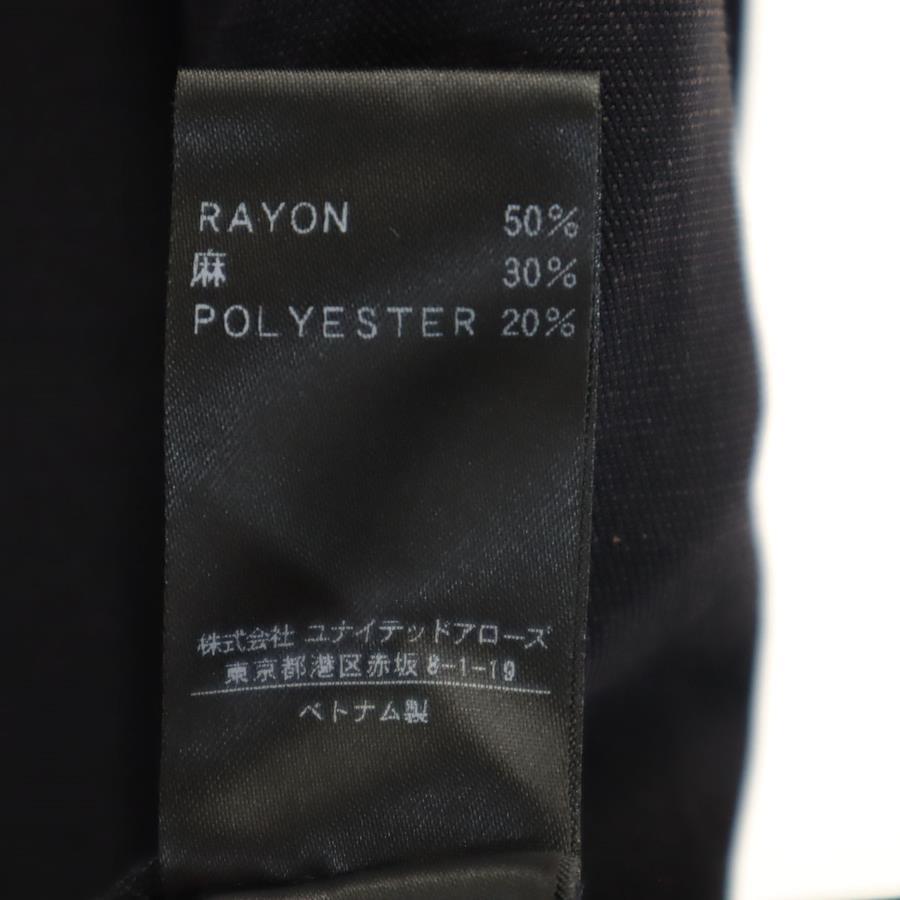 RAYON 50%
麻 30%
POLYESTER 20%
株式会社 ユナイテッドアローズ
東京都港区赤坂8-1-19
ベトナム製